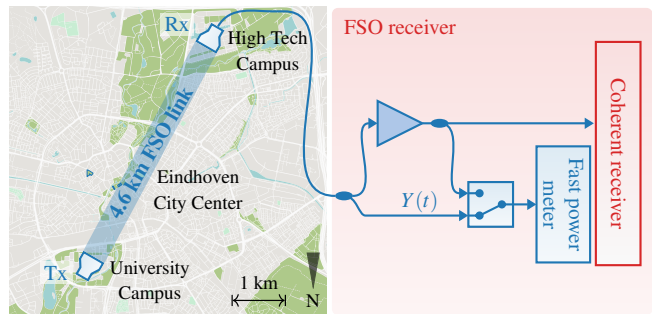 Rx
High Tech
Campus
4.6 km FSO link
Eindhoven
City Center
Tx
University
Campus
1 km
N
FSO receiver
Y(t)
Fast power
meter
Coherent receiver